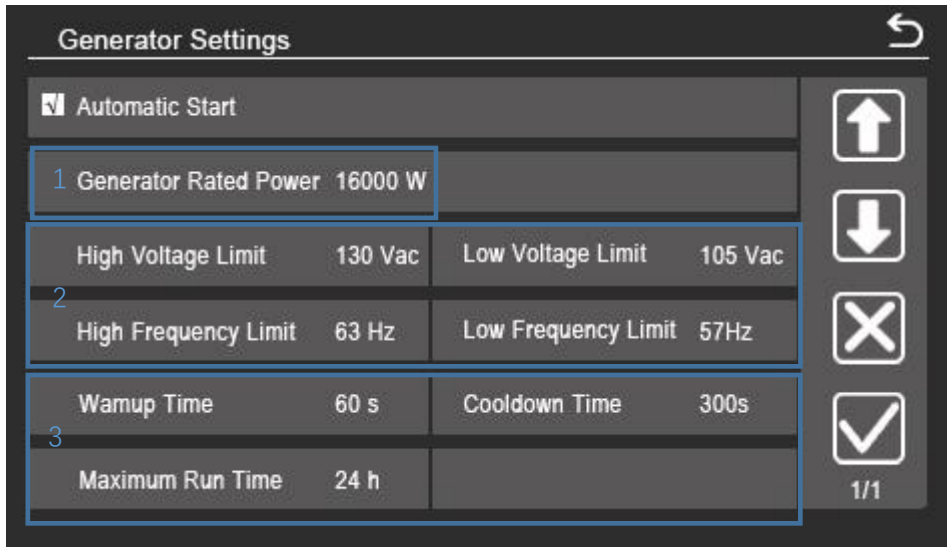 Generator Settings
Automatic Start
1 Generator Rated Power 16000 W
High Voltage Limit 130 Vac Low Voltage Limit 105 Vac
2
High Frequency Limit 63 Hz Low Frequency Limit 57Hz
Wamup Time 60 s Cooldown Time 300s
3
Maximum Run Time 24 h
1/1